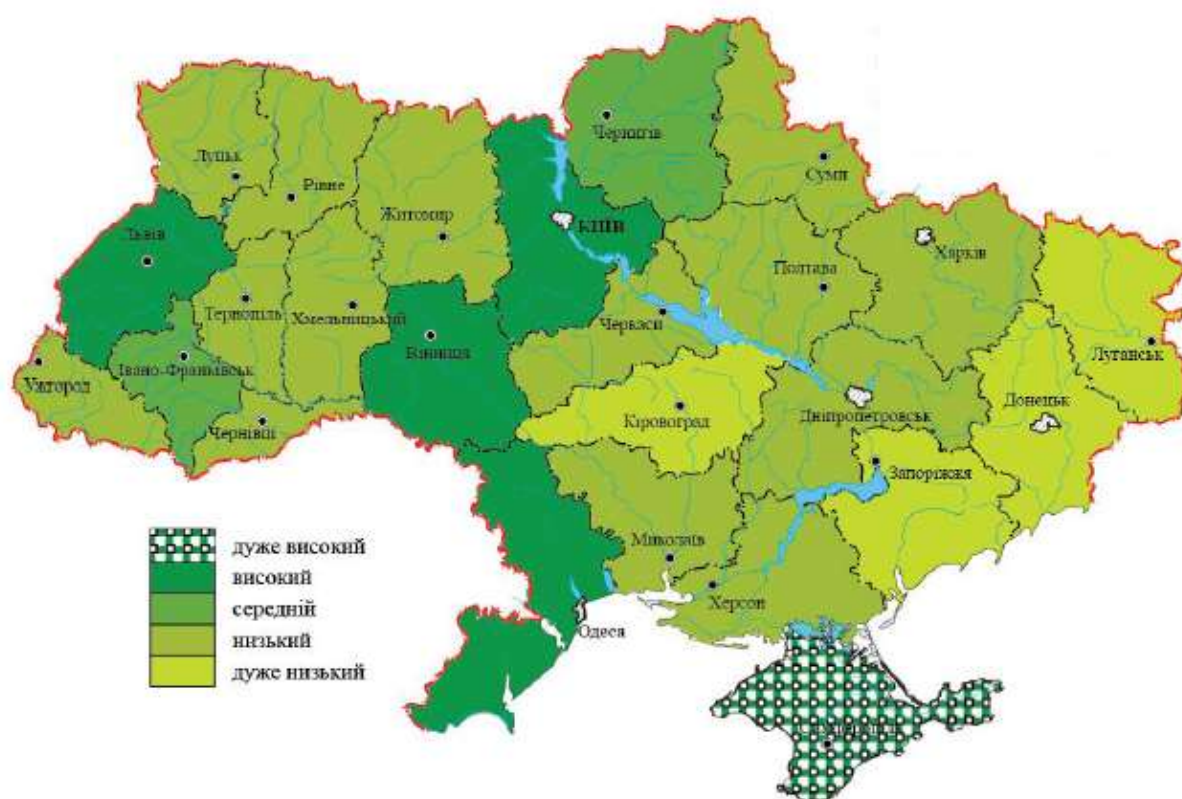 Чернигів
Суми
Луцьк
Рівне
Житомир
КИЇВ
Львів
Харків
Полтава
Тернопіль
Хмельницький
Черкаси
Вінниця
Луганськ
Ужгород
Івано-Франківськ
Чернівці
Кіровоград
Дніпропетровськ
Донецьк
Запоріжжя
Миколаїв
Херсон
Одеса
дуже високий
високий
середній
низький
дуже низький